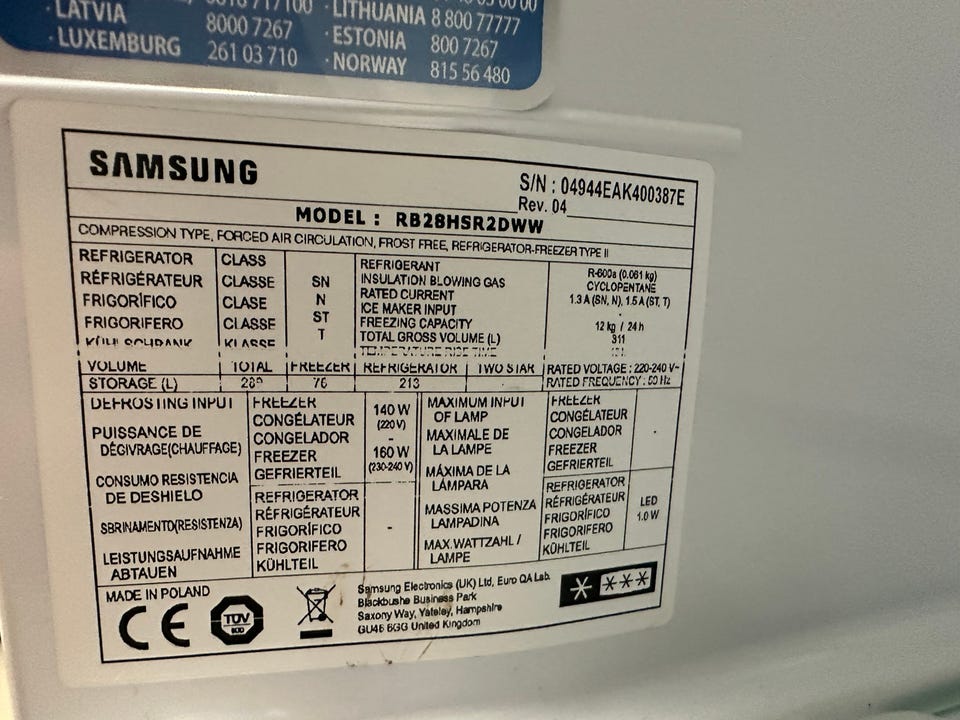 LATVIA 8000 7267
LUXEMBURG 261 03 710
LITHUANIA 8 800 77777
ESTONIA 800 7267
NORWAY 815 56 480
SAMSUNG
S/N : 04944EAK400387E
Rev. 04
MODEL : RB28HSR2DWW
COMPRESSION TYPE, FORCED AIR CIRCULATION, FROST FREE, REFRIGERATOR-FREEZER TYPE II
REFRIGERATOR CLASS
RÉFRIGÉRATEUR CLASSE SN
FRIGORÍFICO CLASE N
FRIGORIFERO CLASSE ST
KÜHLSCHRANK KLASSE T
REFRIGERANT R-600a (0.061 kg)
INSULATION BLOWING GAS CYCLOPENTANE
RATED CURRENT 1.3 A (SN, N), 1.5 A (ST, T)
ICE MAKER INPUT -
FREEZING CAPACITY 12 kg / 24 h
TOTAL GROSS VOLUME (L) 311
TEMPERATURE RISE TIME
VOLUME TOTAL FREEZER REFRIGERATOR TWO STAR RATED VOLTAGE : 220-240 V~
STORAGE (L) 76 213 - RATED FREQUENCY : 50 Hz
DEFROSTING INPUT
PUISSANCE DE
DÉGIVRAGE(CHAUFFAGE)
CONSUMO RESISTENCIA
DE DESHIELO
SBRINAMENTO(RESISTENZA)
LEISTUNGSAUFNAHME
ABTAUEN
FREEZER
CONGÉLATEUR
CONGELADOR
FREEZER
GEFRIERTEIL
140 W
(220 V)
-
160 W
(230-240 V)
REFRIGERATOR
RÉFRIGÉRATEUR
FRIGORÍFICO
FRIGORIFERO
KÜHLTEIL
-
MAXIMUM INPUT
OF LAMP
MAXIMALE DE
LA LAMPE
MÁXIMA DE LA
LÁMPARA
MASSIMA POTENZA
LAMPADINA
MAX.WATTZAHL /
LAMPE
FREEZER
CONGÉLATEUR
CONGELADOR
FREEZER
GEFRIERTEIL
-
REFRIGERATOR
RÉFRIGÉRATEUR
FRIGORÍFICO
FRIGORIFERO
KÜHLTEIL
LED
1.0 W
MADE IN POLAND
CE
TÜV
Samsung Electronics (UK) Ltd, Euro QA Lab.
Blackbushe Business Park
Saxony Way, Yateley, Hampshire
GU46 6GG United Kingdom